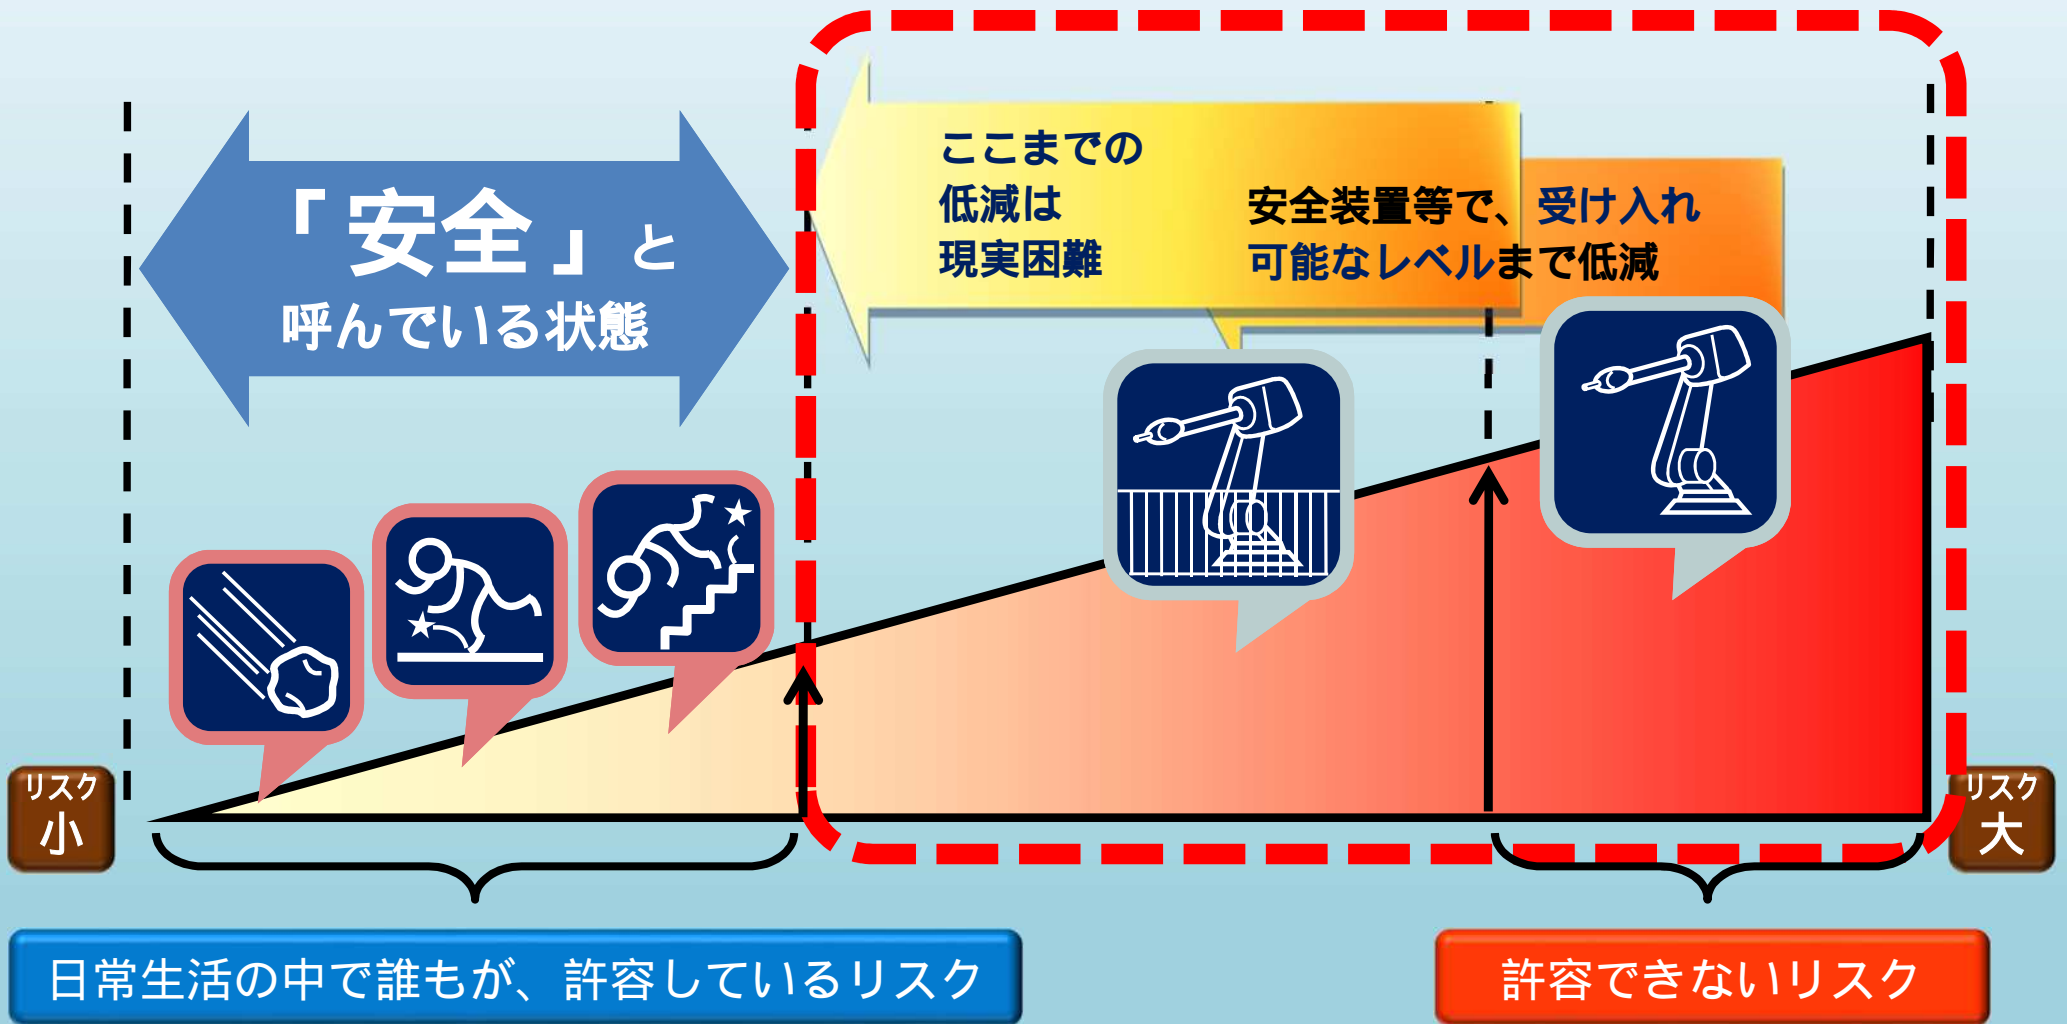 「安全」と
呼んでいる状態
ここまでの
低減は
現実困難
安全装置等で、受け入れ
可能なレベルまで低減
リスク
小
リスク
大
日常生活の中で誰もが、許容しているリスク
許容できないリスク